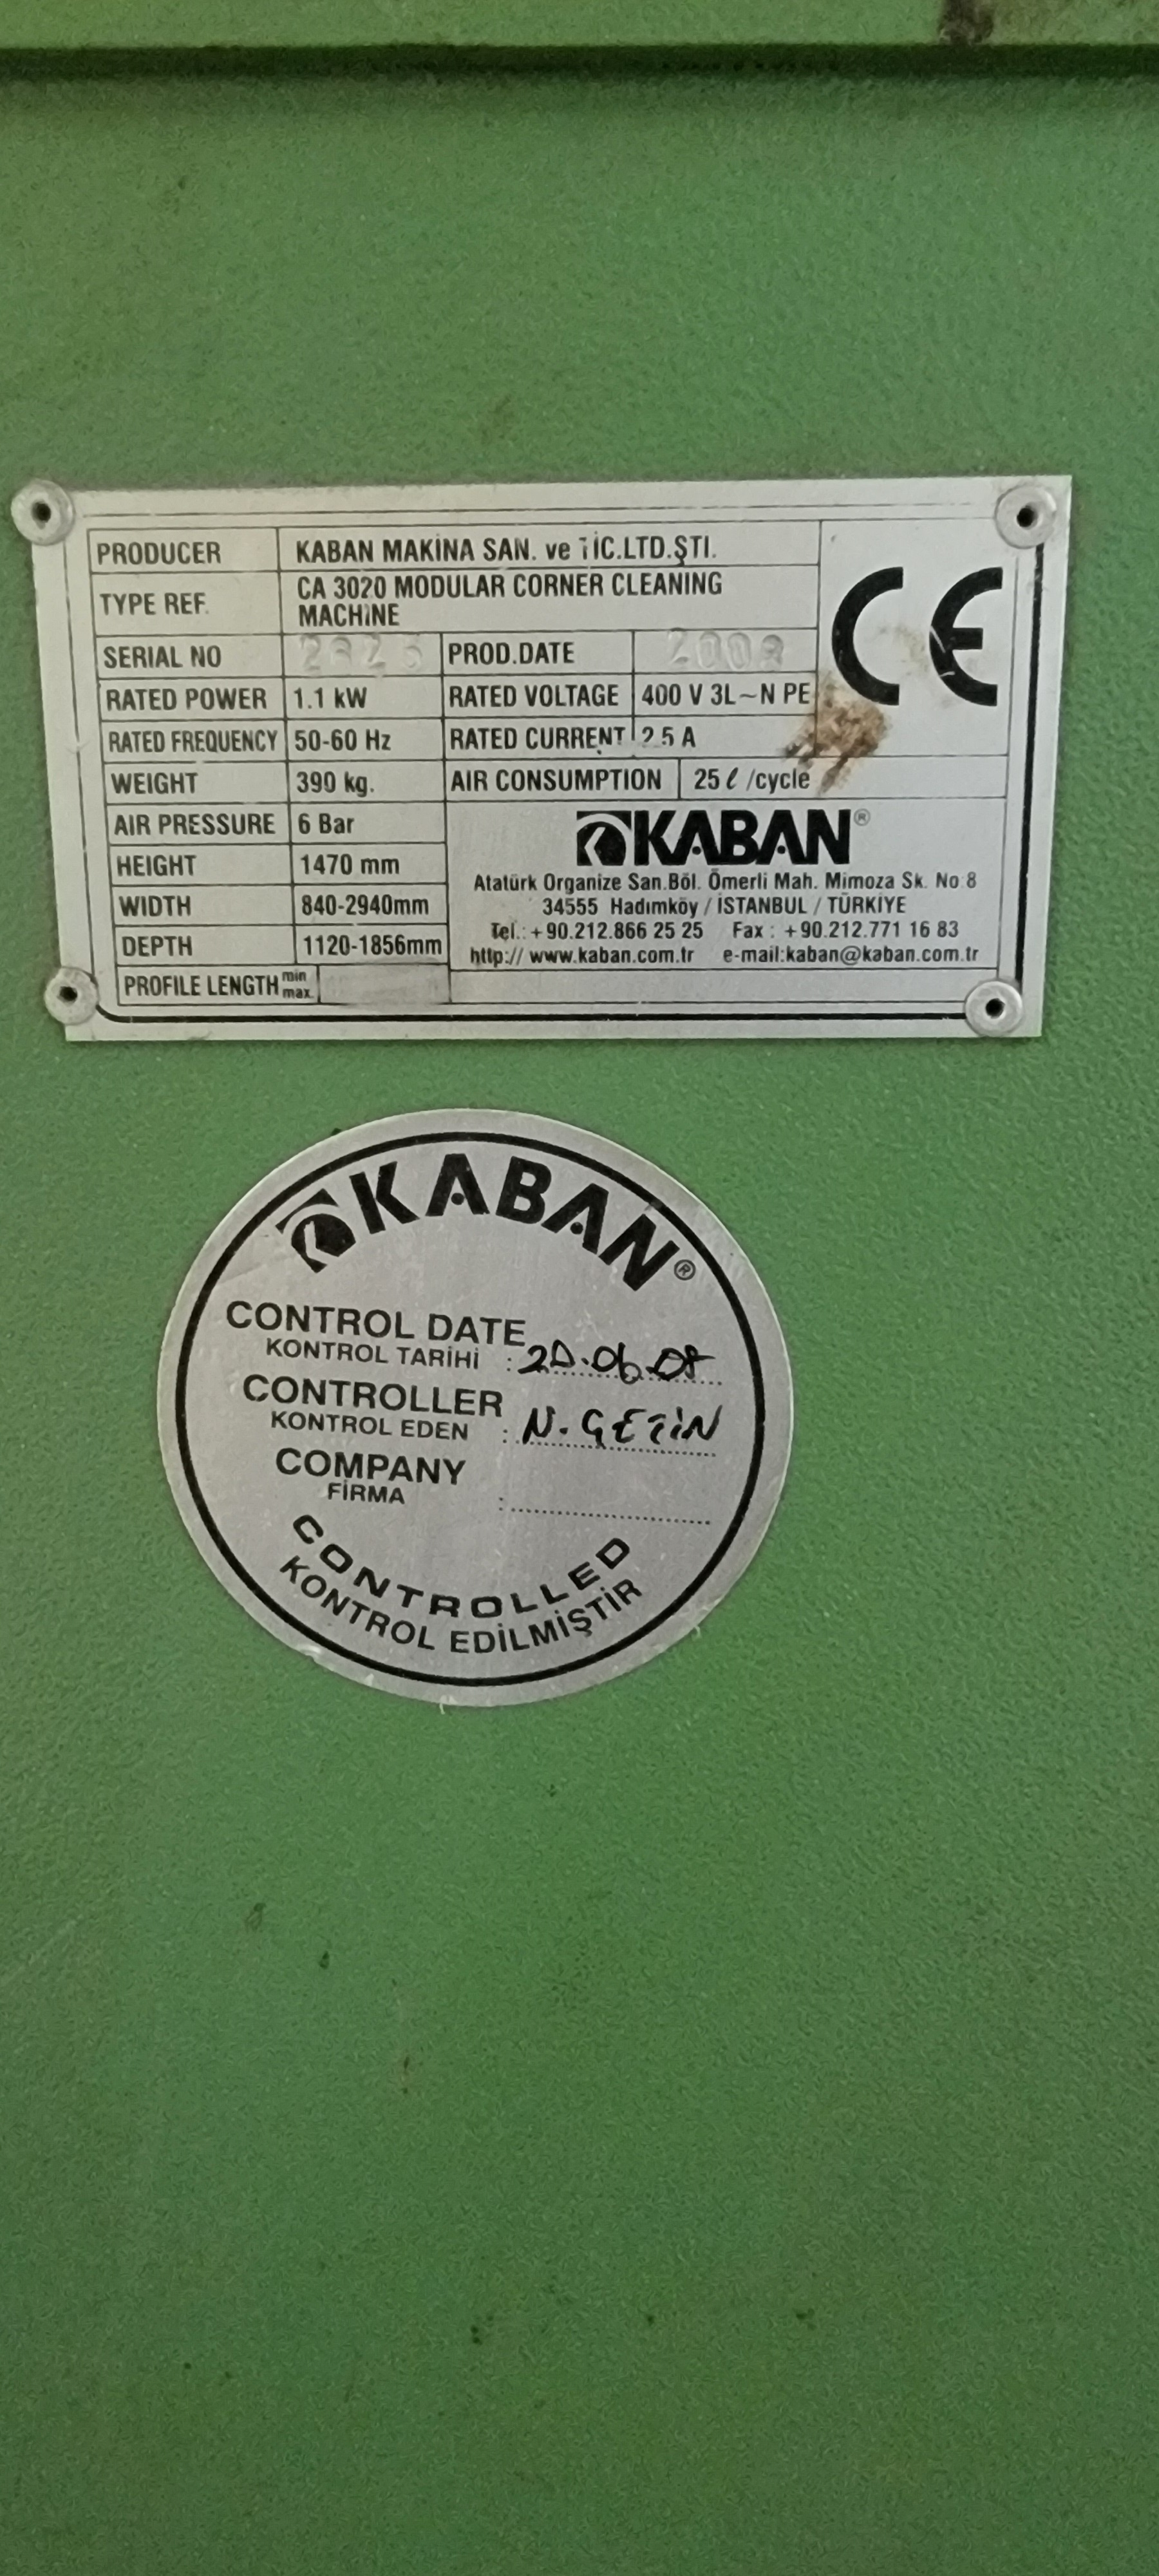 PRODUCER KABAN MAKİNA SAN. ve TİC.LTD.ŞTI.
TYPE REF. CA 3020 MODULAR CORNER CLEANING
MACHINE
SERIAL NO PROD.DATE 2008
RATED POWER 1.1 kW RATED VOLTAGE 400 V 3L~N PE
RATED FREQUENCY 50-60 Hz RATED CURRENT 2.5 A
WEIGHT 390 kg. AIR CONSUMPTION 25 ℓ /cycle
CE
AIR PRESSURE 6 Bar
HEIGHT 1470 mm
WIDTH 840-2940mm
DEPTH 1120-1856mm
PROFILE LENGTH min max.
KABAN®
Atatürk Organize San.Böl. Ömerli Mah. Mimoza Sk. No:8
34555 Hadımköy / İSTANBUL / TÜRKİYE
Tel.: +90.212.866 25 25 Fax : +90.212.771 16 83
http:// www.kaban.com.tr e-mail:kaban@kaban.com.tr
KABAN®
CONTROL DATE
KONTROL TARİHİ : 20.06.08
CONTROLLER
KONTROL EDEN : N. ÇETİN
COMPANY
FİRMA :
CONTROLLED
KONTROL EDİLMİŞTİR